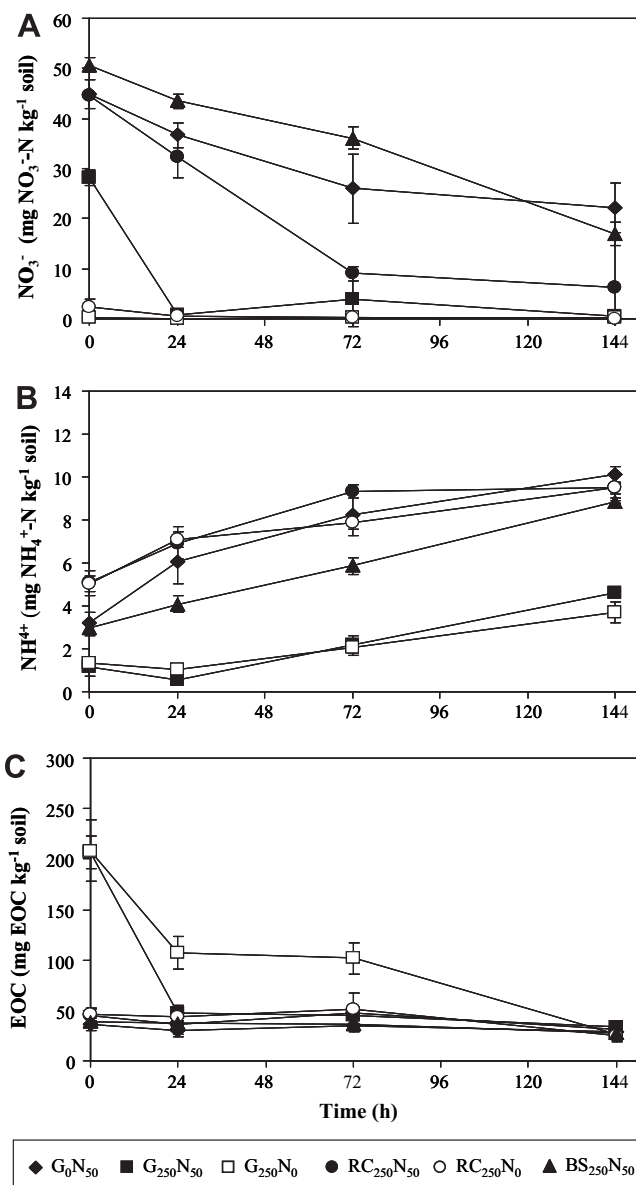 A
NO₃⁻ (mg NO₃⁻-N kg⁻¹ soil)
60
50
40
30
20
10
0
0 24 48 72 96 120 144
B
NH⁴⁺ (mg NH₄⁺-N kg⁻¹ soil)
14
12
10
8
6
4
2
0
0 24 48 72 96 120 144
C
EOC (mg EOC kg⁻¹ soil)
300
250
200
150
100
50
0
0 24 48 72 96 120 144
Time (h)
G₀N₅₀ G₂₅₀N₅₀ G₂₅₀N₀ RC₂₅₀N₅₀ RC₂₅₀N₀ BS₂₅₀N₅₀